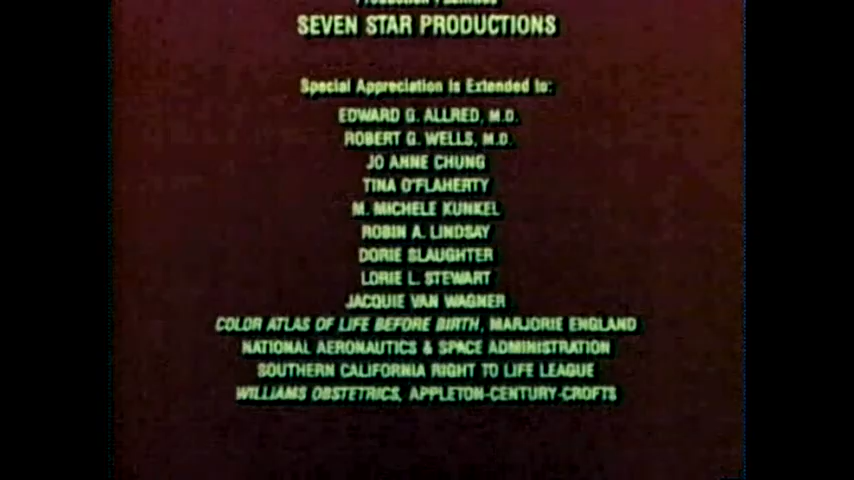 SEVEN STAR PRODUCTIONS
Special Appreciation is Extended to:
EDWARD G. ALLRED, M.D.
ROBERT G. WELLS, M.D.
JO ANNE CHUNG
TINA O'FLAHERTY
M. MICHELE KUNKEL
ROBIN A. LINDSAY
DORIE SLAUGHTER
LORIE L. STEWART
JACQUIE VAN WAGNER
COLOR ATLAS OF LIFE BEFORE BIRTH, MARJORIE ENGLAND
NATIONAL AERONAUTICS & SPACE ADMINISTRATION
SOUTHERN CALIFORNIA RIGHT TO LIFE LEAGUE
WILLIAMS OBSTETRICS, APPLETON-CENTURY-CROFTS